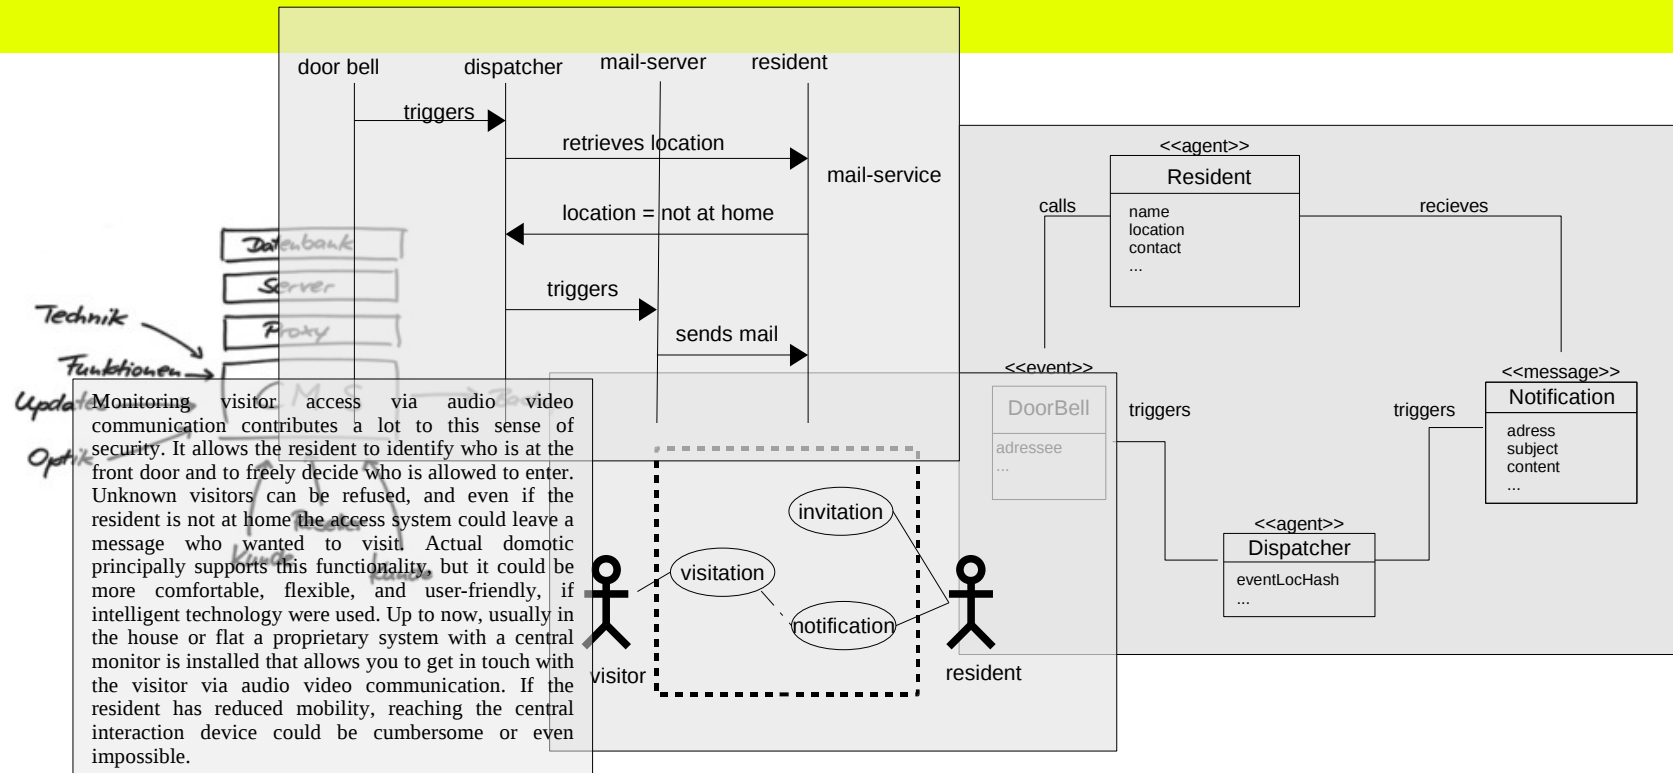 door bell
dispatcher
mail-server
resident
triggers
retrieves location
mail-service
location = not at home
triggers
sends mail
<<agent>>
Resident
name
location
contact
...
calls
recieves
<<event>>
DoorBell
adressee
...
triggers
triggers
<<message>>
Notification
adress
subject
content
...
<<agent>>
Dispatcher
eventLocHash
...
Datenbank
Server
Proxy
CMS
Technik
Funktionen
Updates
Optik
Kunde
Kunde
Monitoring visitor access via audio video
communication contributes a lot to this sense of
security. It allows the resident to identify who is at the
front door and to freely decide who is allowed to enter.
Unknown visitors can be refused, and even if the
resident is not at home the access system could leave a
message who wanted to visit. Actual domotic
principally supports this functionality, but it could be
more comfortable, flexible, and user-friendly, if
intelligent technology were used. Up to now, usually in
the house or flat a proprietary system with a central
monitor is installed that allows you to get in touch with
the visitor via audio video communication. If the
resident has reduced mobility, reaching the central
interaction device could be cumbersome or even
impossible.
invitation
visitation
notification
visitor
resident